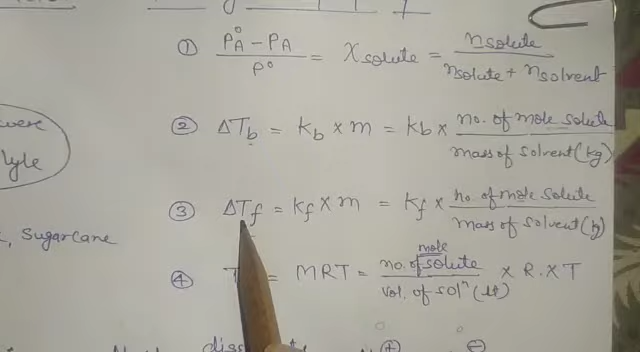 ① P°A - PA / P° = Xsolute = nsolute / nsolute + nsolvent
were
② ΔTb = Kb × m = Kb × no. of mole solute / mass of solvent (kg)
lyle
③ ΔTf = Kf × m = Kf × no. of mole solute / mass of solvent (kg)
, Sugarcane
④ = MRT = no. of mole solute / vol. of solⁿ (lt) × R. × T